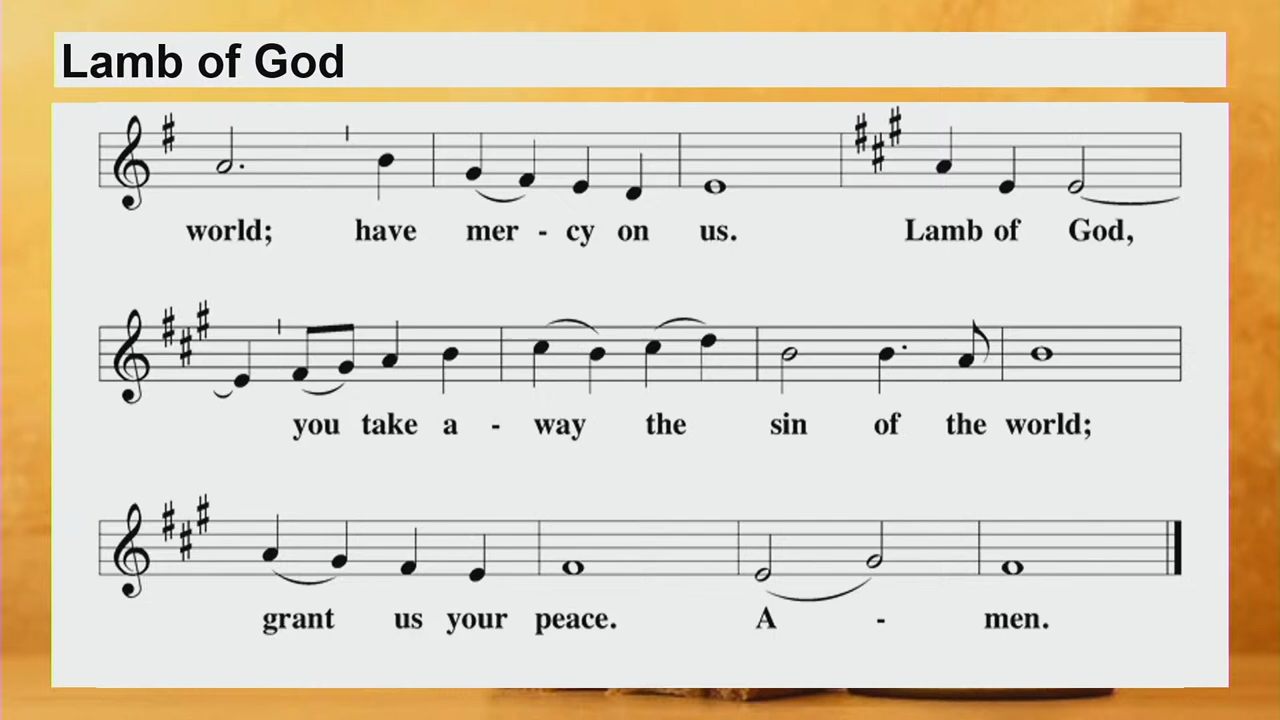 Lamb of God
world; have mer - cy on us. Lamb of God,
you take a - way the sin of the world;
grant us your peace. A - men.